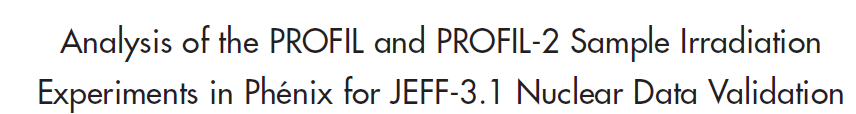 Analysis of the PROFIL and PROFIL-2 Sample Irradiation
Experiments in Phénix for JEFF-3.1 Nuclear Data Validation